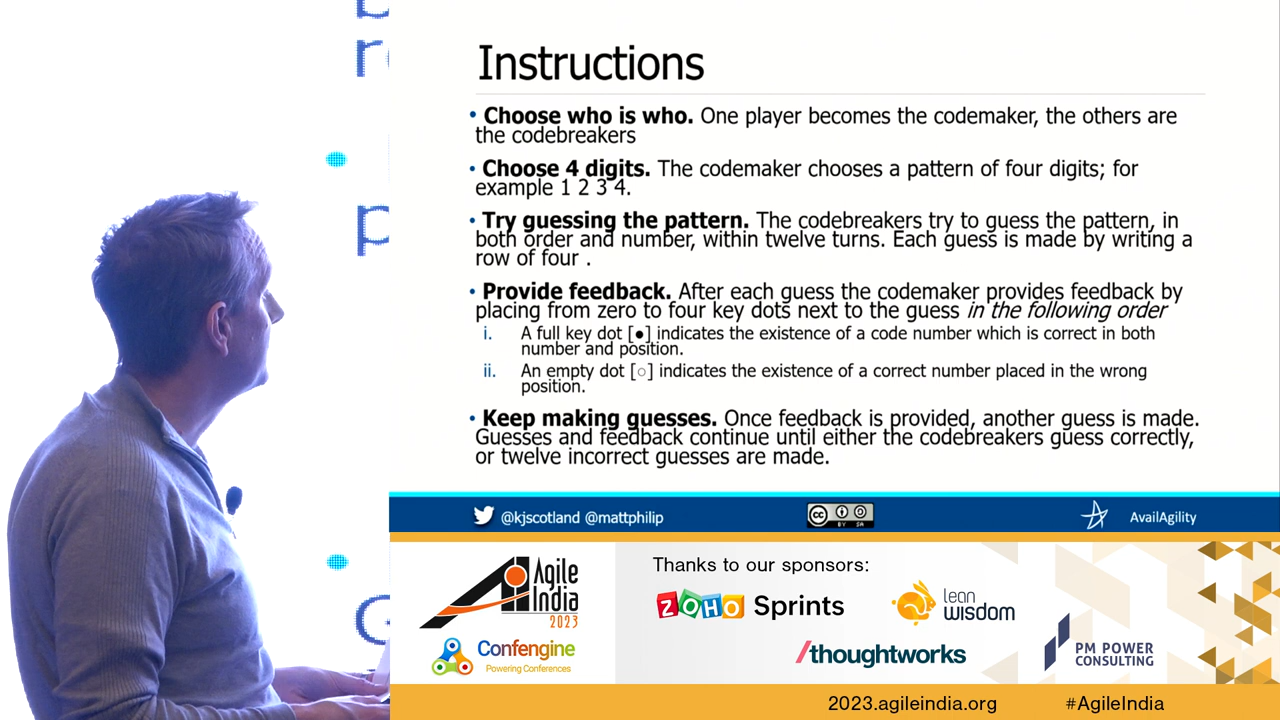 Instructions
• Choose who is who. One player becomes the codemaker, the others are
the codebreakers
• Choose 4 digits. The codemaker chooses a pattern of four digits; for
example 1 2 3 4.
• Try guessing the pattern. The codebreakers try to guess the pattern, in
both order and number, within twelve turns. Each guess is made by writing a
row of four .
• Provide feedback. After each guess the codemaker provides feedback by
placing from zero to four key dots next to the guess in the following order
i. A full key dot [●] indicates the existence of a code number which is correct in both
number and position.
ii. An empty dot [○] indicates the existence of a correct number placed in the wrong
position.
• Keep making guesses. Once feedback is provided, another guess is made.
Guesses and feedback continue until either the codebreakers guess correctly,
or twelve incorrect guesses are made.
@kjscotland @mattphilip
cc
BY SA
AvailAgility
Agile
India
2023
Confengine
Powering Conferences
Thanks to our sponsors:
ZOHO Sprints
lean
wisdom
/thoughtworks
PM POWER
CONSULTING
2023.agileindia.org
#AgileIndia